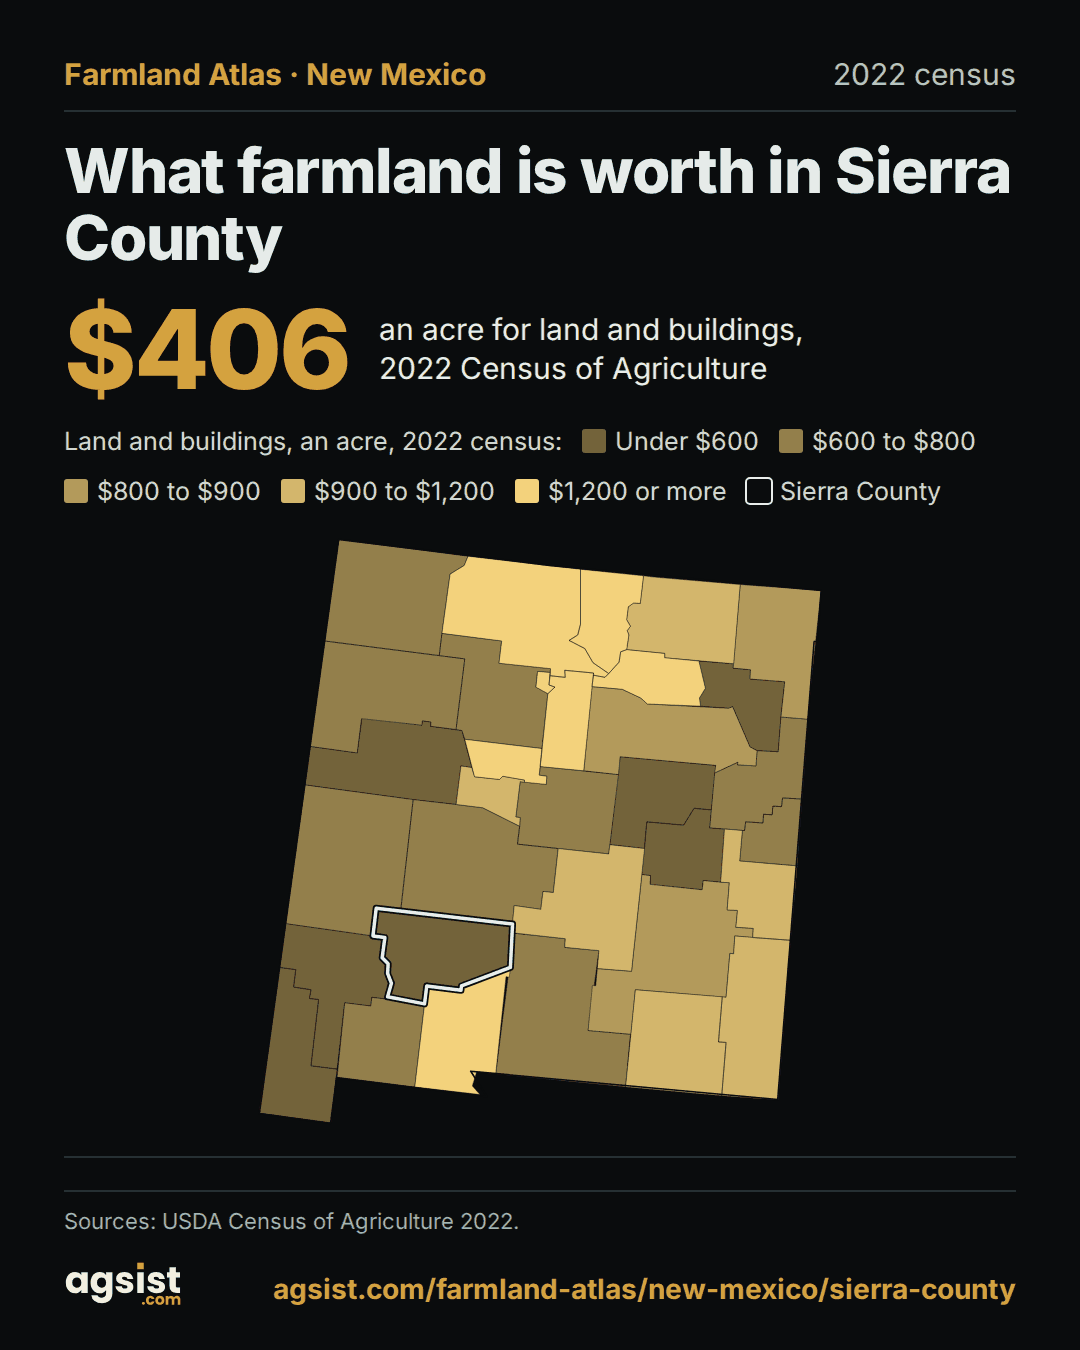 Farmland Atlas · New Mexico
2022 census
What farmland is worth in Sierra
County
$406
an acre for land and buildings,
2022 Census of Agriculture
Land and buildings, an acre, 2022 census: Under $600 $600 to $800
$800 to $900 $900 to $1,200 $1,200 or more Sierra County
Sources: USDA Census of Agriculture 2022.
agsist
.com
agsist.com/farmland-atlas/new-mexico/sierra-county